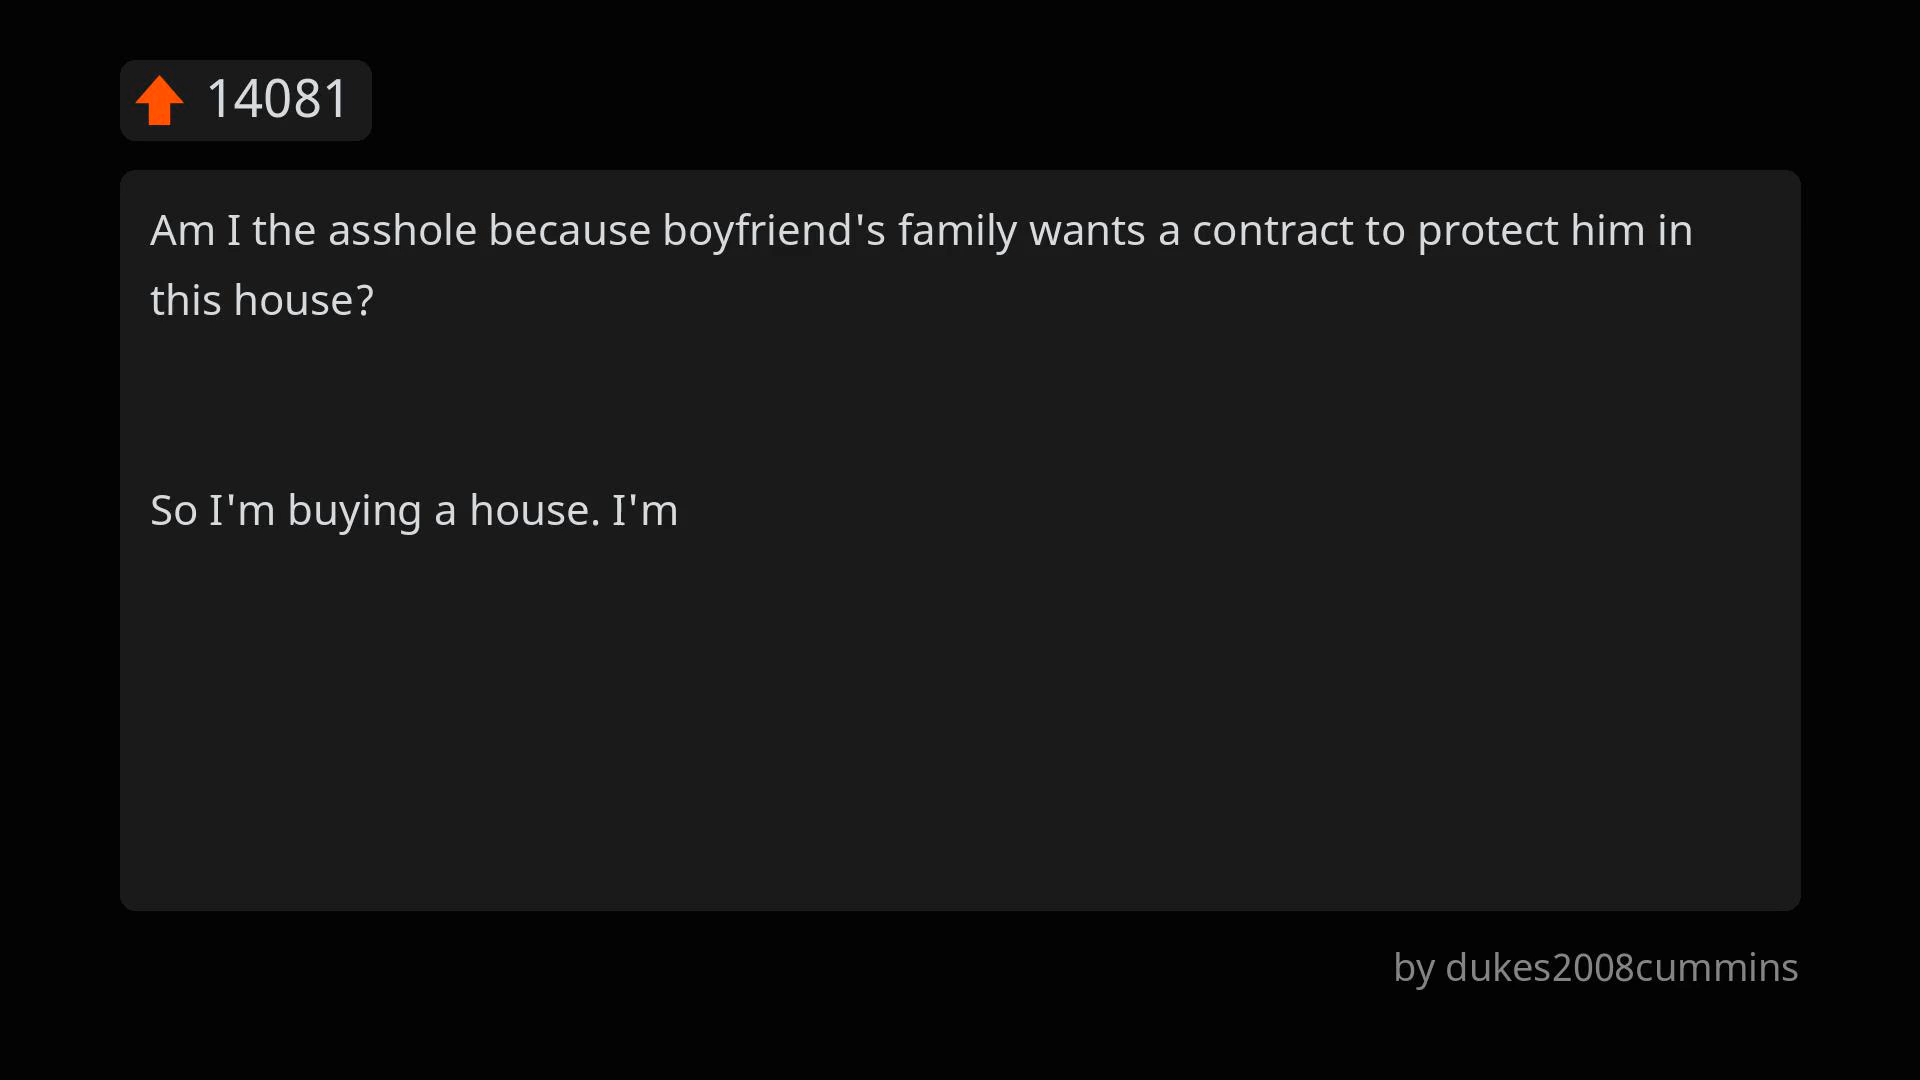 14081
Am I the asshole because boyfriend's family wants a contract to protect him in
this house?
So I'm buying a house. I'm
by dukes2008cummins